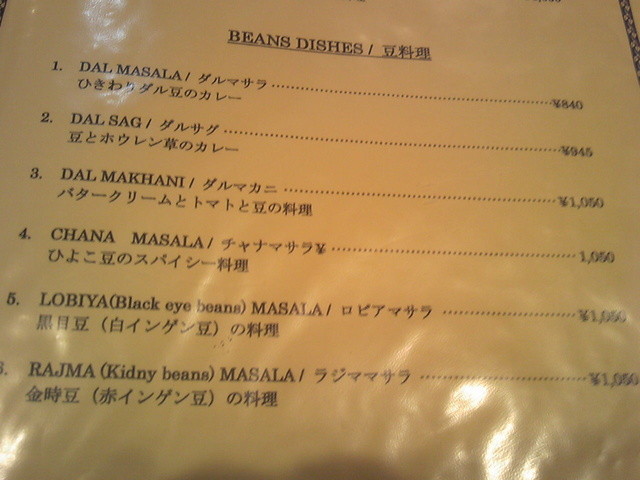 BEANS DISHES / 豆料理
1. DAL MASALA / ダルマサラ ¥840
ひきわりダル豆のカレー
2. DAL SAG / ダルサグ ¥945
豆とホウレン草のカレー
3. DAL MAKHANI / ダルマカニ ¥1,050
バタークリームとトマトと豆の料理
4. CHANA MASALA / チャナマサラ¥ 1,050
ひよこ豆のスパイシー料理
5. LOBIYA(Black eye beans) MASALA / ロビアマサラ ¥1,050
黒目豆（白インゲン豆）の料理
6. RAJMA (Kidny beans) MASALA / ラジママサラ ¥1,050
金時豆（赤インゲン豆）の料理